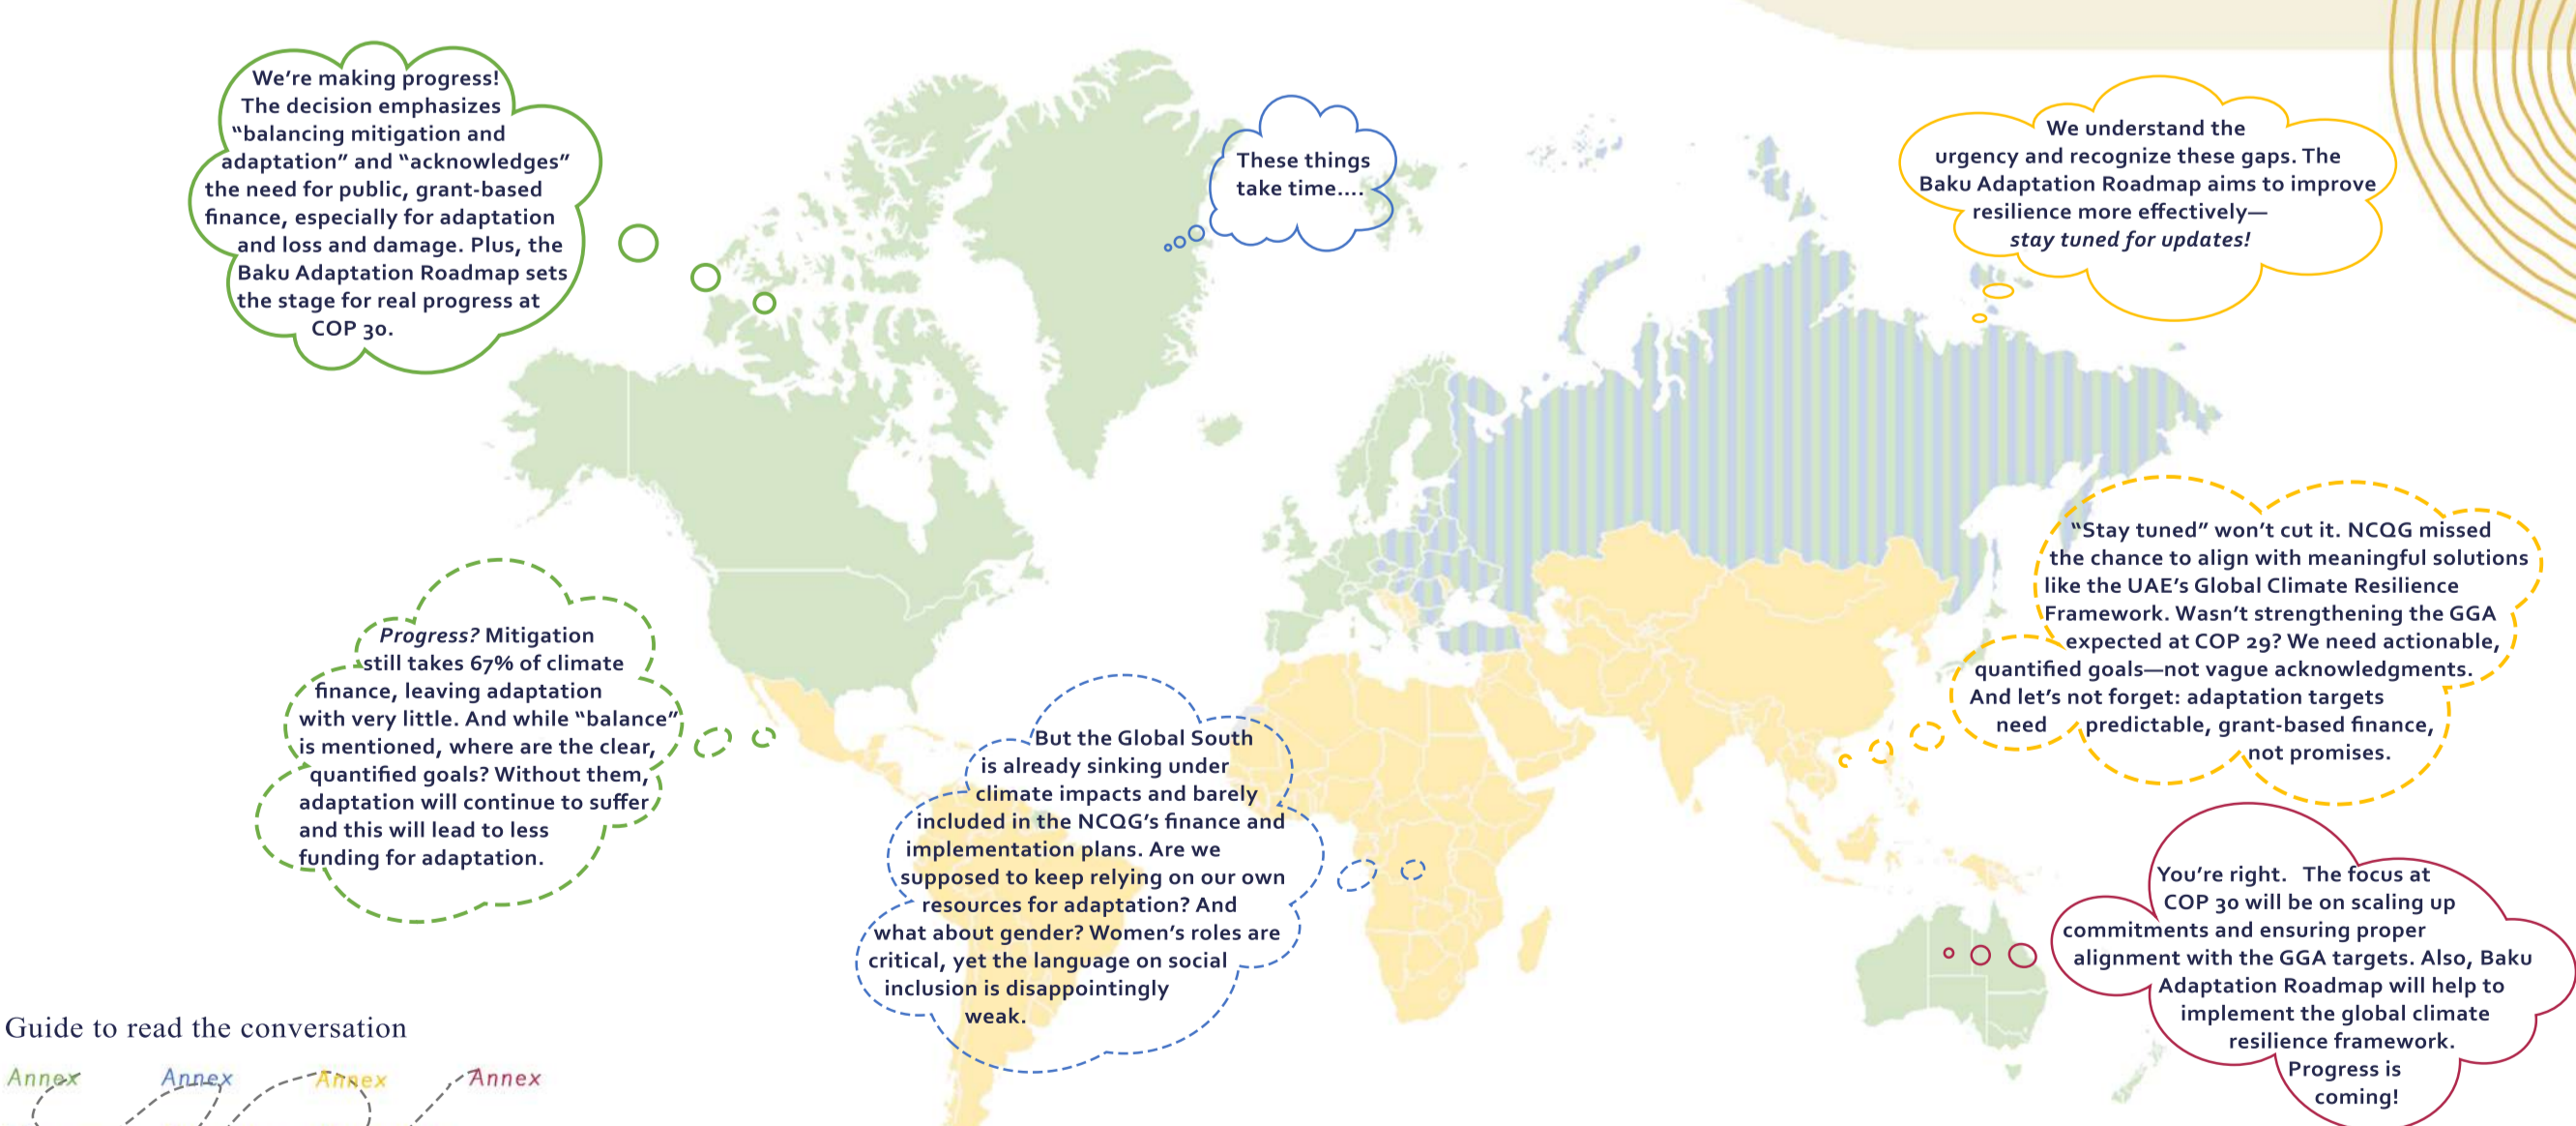 We're making progress!
The decision emphasizes
“balancing mitigation and
adaptation” and “acknowledges”
the need for public, grant-based
finance, especially for adaptation
and loss and damage. Plus, the
Baku Adaptation Roadmap sets
the stage for real progress at
COP 30.
These things
take time....
We understand the
urgency and recognize these gaps. The
Baku Adaptation Roadmap aims to improve
resilience more effectively—
stay tuned for updates!
Progress? Mitigation
still takes 67% of climate
finance, leaving adaptation
with very little. And while “balance”
is mentioned, where are the clear,
quantified goals? Without them,
adaptation will continue to suffer
and this will lead to less
funding for adaptation.
But the Global South
is already sinking under
climate impacts and barely
included in the NCQG's finance and
implementation plans. Are we
supposed to keep relying on our own
resources for adaptation? And
what about gender? Women's roles are
critical, yet the language on social
inclusion is disappointingly
weak.
“Stay tuned” won't cut it. NCQG missed
the chance to align with meaningful solutions
like the UAE's Global Climate Resilience
Framework. Wasn't strengthening the GGA
expected at COP 29? We need actionable,
quantified goals—not vague acknowledgments.
And let's not forget: adaptation targets
need predictable, grant-based finance,
not promises.
You're right. The focus at
COP 30 will be on scaling up
commitments and ensuring proper
alignment with the GGA targets. Also, Baku
Adaptation Roadmap will help to
implement the global climate
resilience framework.
Progress is
coming!
Guide to read the conversation
Annex Annex Annex Annex